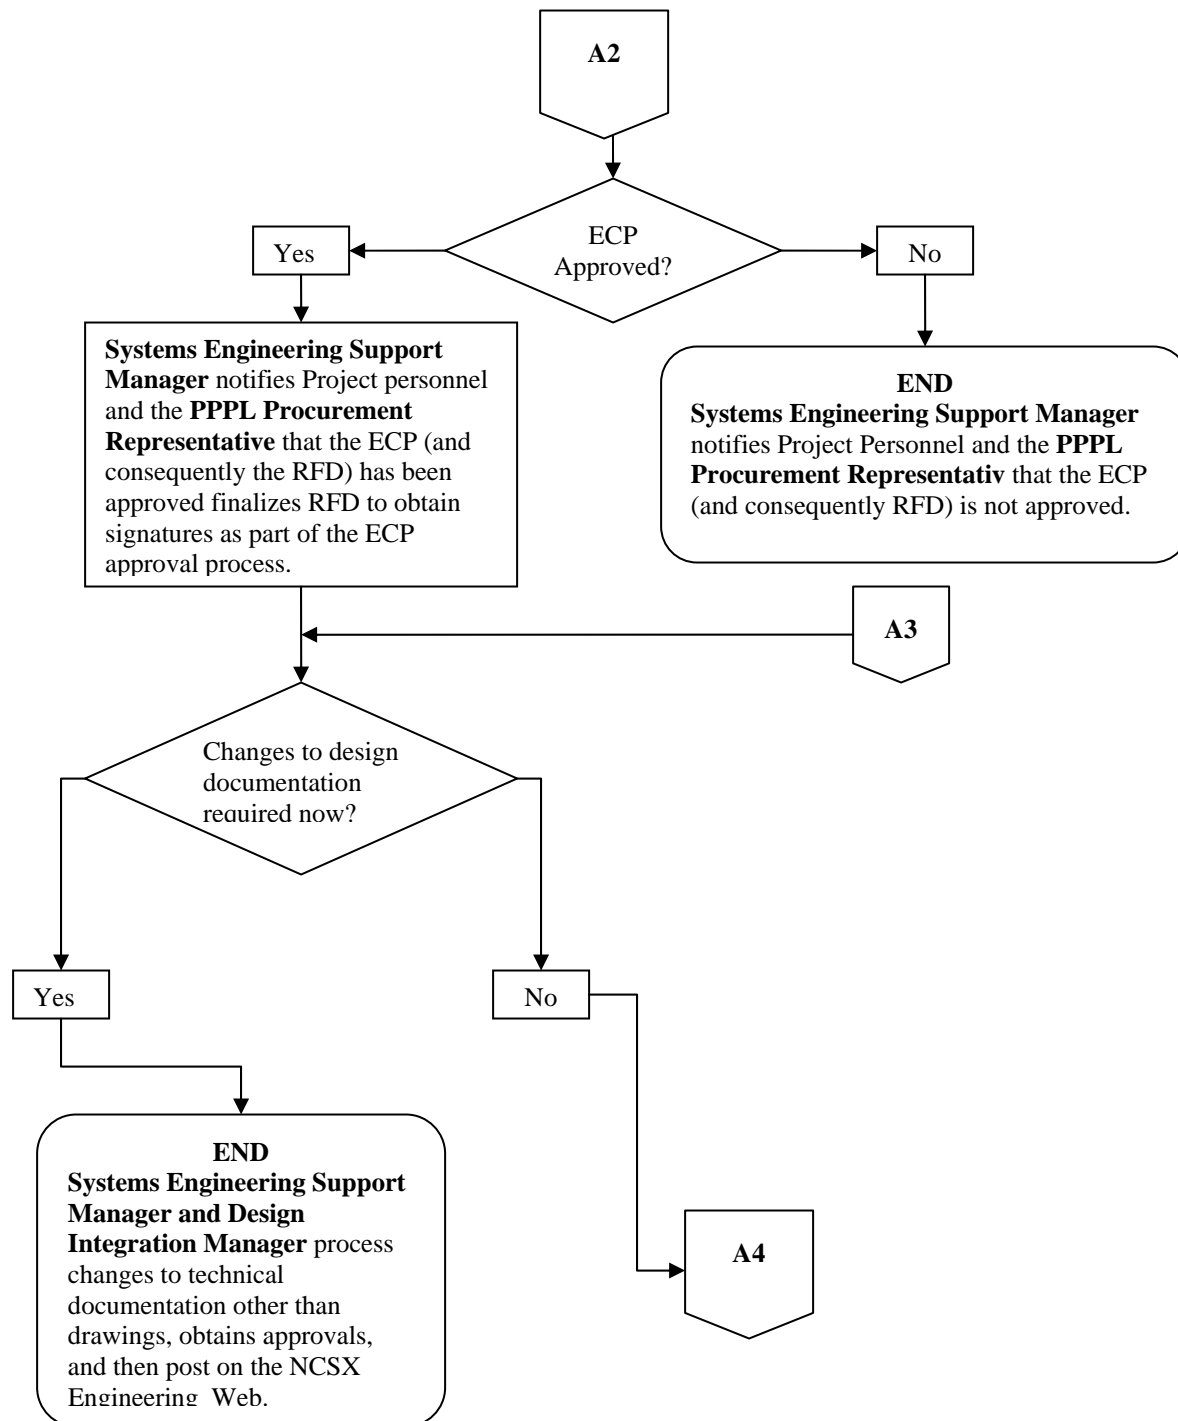 A2
ECP
Approved?
Yes
No
Systems Engineering Support
Manager notifies Project personnel
and the PPPL Procurement
Representative that the ECP (and
consequently the RFD) has been
approved finalizes RFD to obtain
signatures as part of the ECP
approval process.
END
Systems Engineering Support Manager
notifies Project Personnel and the PPPL
Procurement Representativ that the ECP
(and consequently RFD) is not approved.
A3
Changes to design
documentation
required now?
Yes
No
END
Systems Engineering Support
Manager and Design
Integration Manager process
changes to technical
documentation other than
drawings, obtains approvals,
and then post on the NCSX
Engineering Web.
A4